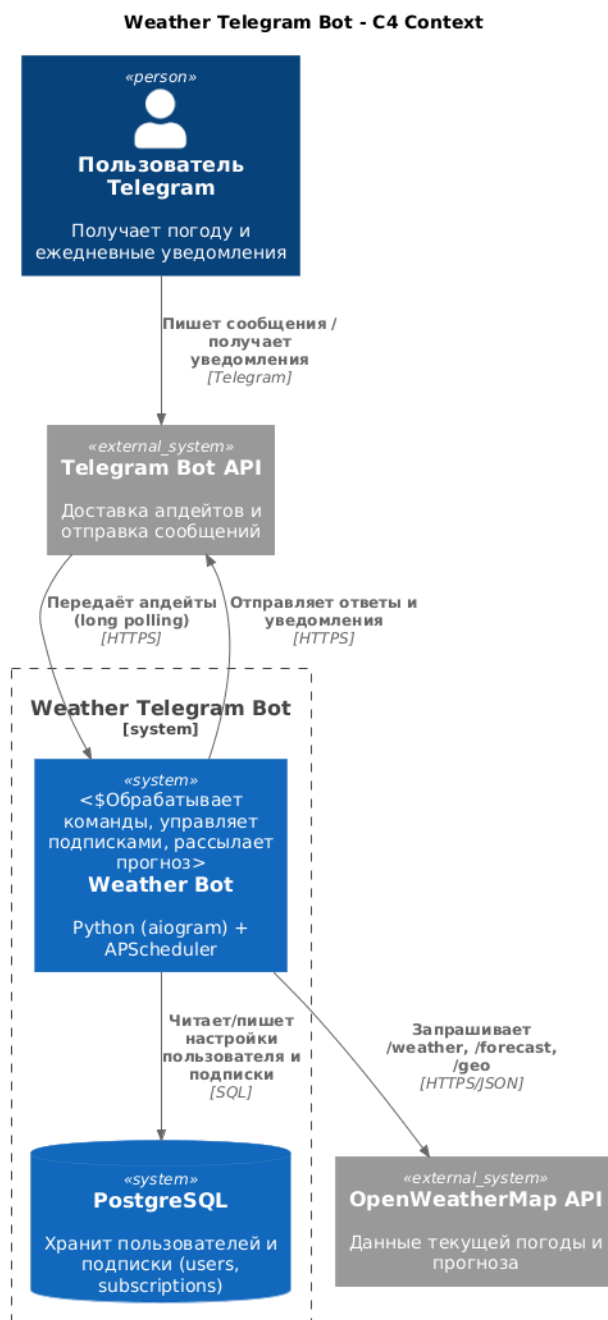 Weather Telegram Bot - C4 Context
«person»
Пользователь
Telegram
Получает погоду и
ежедневные уведомления
Пишет сообщения /
получает
уведомления
[Telegram]
«external_system»
Telegram Bot API
Доставка апдейтов и
отправка сообщений
Передаёт апдейты
(long polling)
[HTTPS]
Отправляет ответы и
уведомления
[HTTPS]
Weather Telegram Bot
[system]
«system»
<$Обрабатывает
команды, управляет
подписками, рассылает
прогноз>
Weather Bot
Python (aiogram) +
APScheduler
Читает/пишет
настройки
пользователя и
подписки
[SQL]
Запрашивает
/weather, /forecast,
/geo
[HTTPS/JSON]
«system»
PostgreSQL
Хранит пользователей и
подписки (users,
subscriptions)
«external_system»
OpenWeatherMap API
Данные текущей погоды и
прогноза